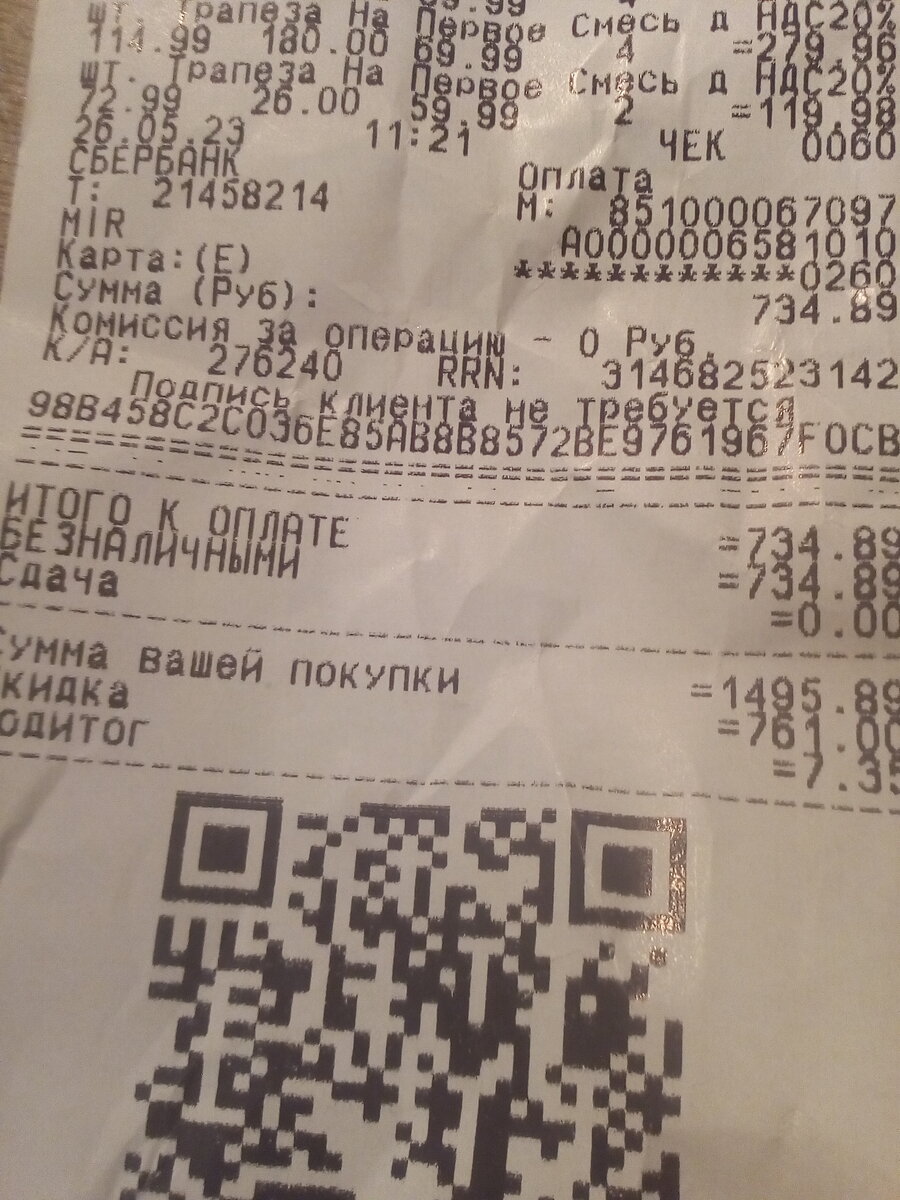 шт. Трапеза На Первое Смесь д НДС20%
114.99 180.00 69.99 4 =279.96
шт. Трапеза На Первое Смесь д НДС20%
72.99 26.00 59.99 2 =119.98
26.05.23 11:21 ЧЕК 0060
СБЕРБАНК Оплата
Т: 21458214 М: 851000067097
MIR A0000006581010
Карта:(E) ************0260
Сумма (Руб): 734.89
Комиссия за операцию - 0 Руб.
К/А: 276240 RRN: 314682523142
Подпись клиента не требуется
98B458C2C036E85AB8B8572BE9761967F0CB
ИТОГО К ОПЛАТЕ =734.89
БЕЗНАЛИЧНЫМИ =734.89
Сдача =0.00
СУММА ВАШЕЙ ПОКУПКИ =1495.89
КИДКА =761.00
ОДИТОГ =7.35